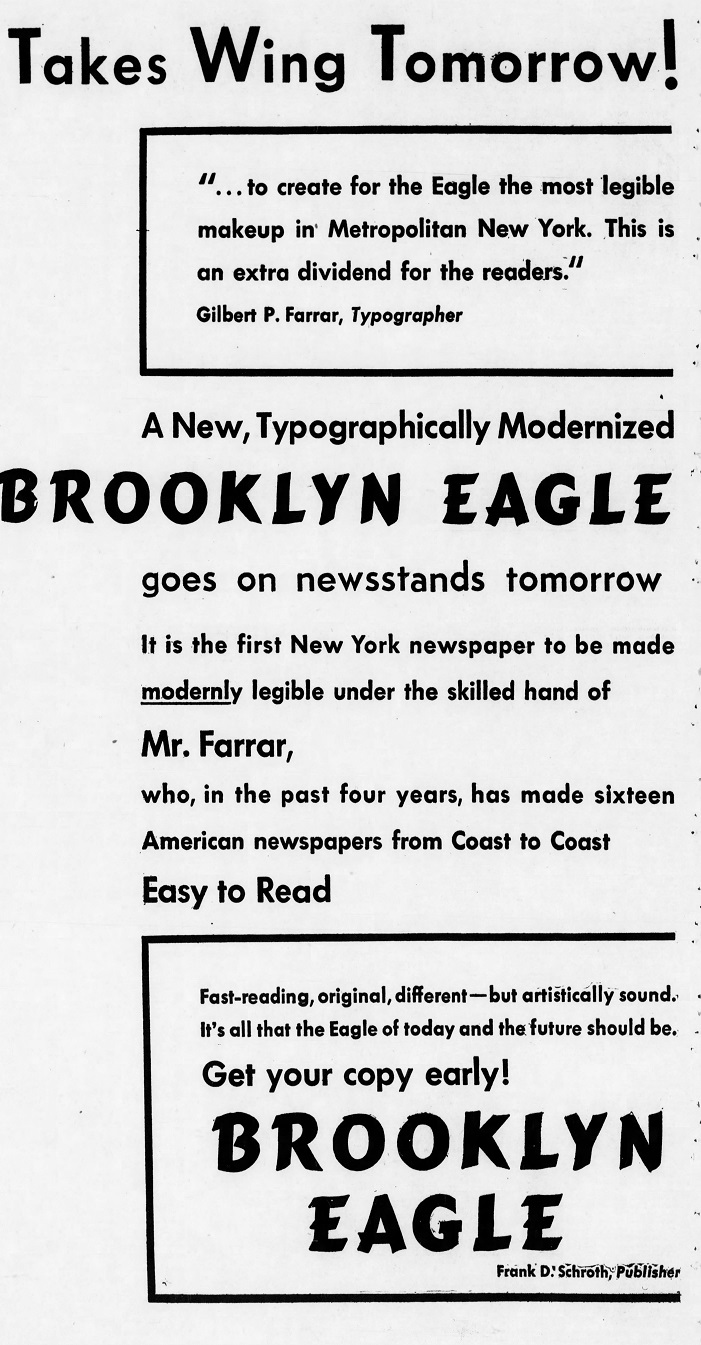 Takes Wing Tomorrow!
"...to create for the Eagle the most legible
makeup in Metropolitan New York. This is
an extra dividend for the readers."
Gilbert P. Farrar, Typographer
A New, Typographically Modernized
BROOKLYN EAGLE
goes on newsstands tomorrow
It is the first New York newspaper to be made
modernly legible under the skilled hand of
Mr. Farrar,
who, in the past four years, has made sixteen
American newspapers from Coast to Coast
Easy to Read
Fast-reading, original, different—but artistically sound.
It's all that the Eagle of today and the future should be.
Get your copy early!
BROOKLYN
EAGLE
Frank D. Schroth, Publisher